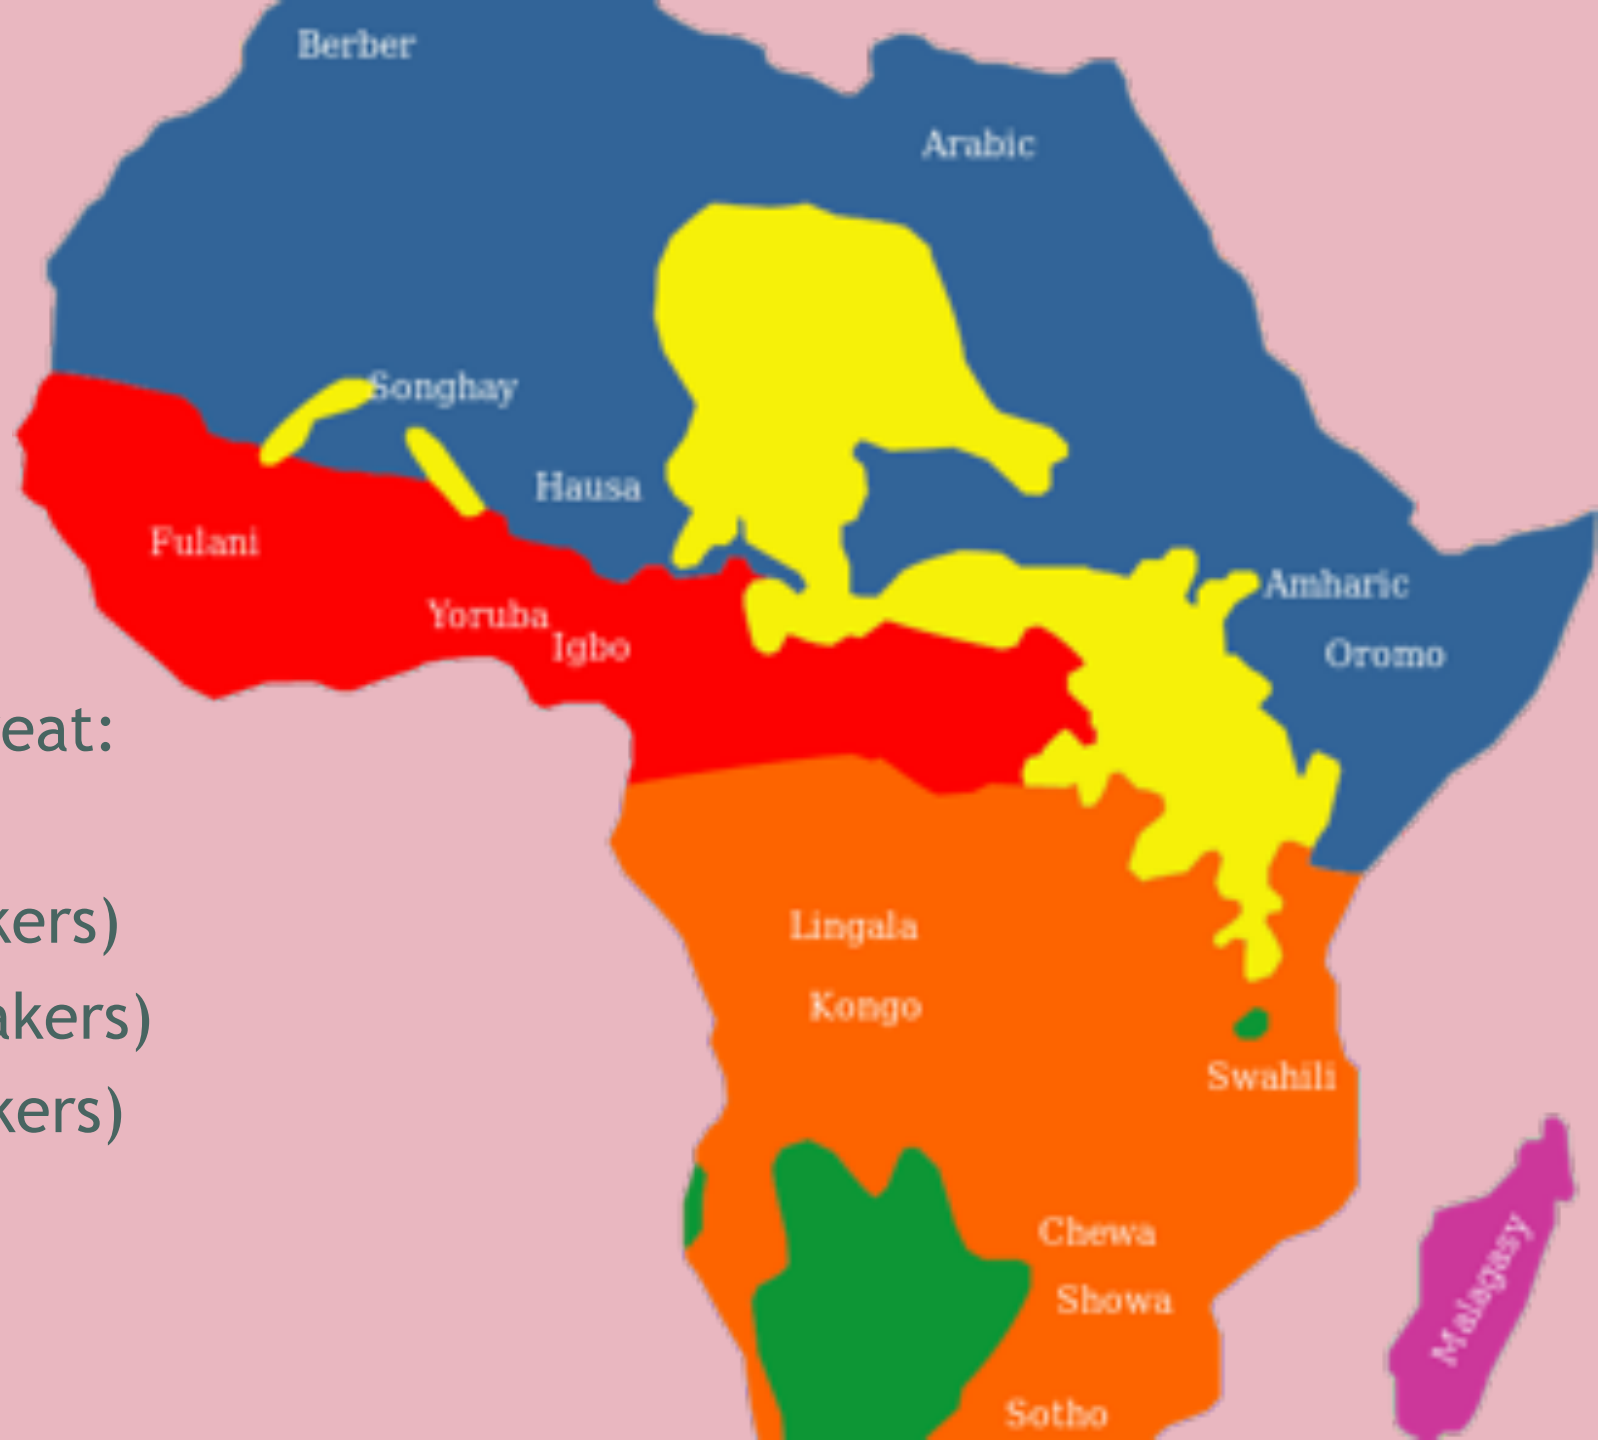 Berber
Arabic
Songhay
Hausa
Fulani
Amharic
Yoruba
Igbo
Oromo
eat:
kers)
akers)
kers)
Lingala
Kongo
Swahili
Chewa
Showa
Malagasy
Sotho